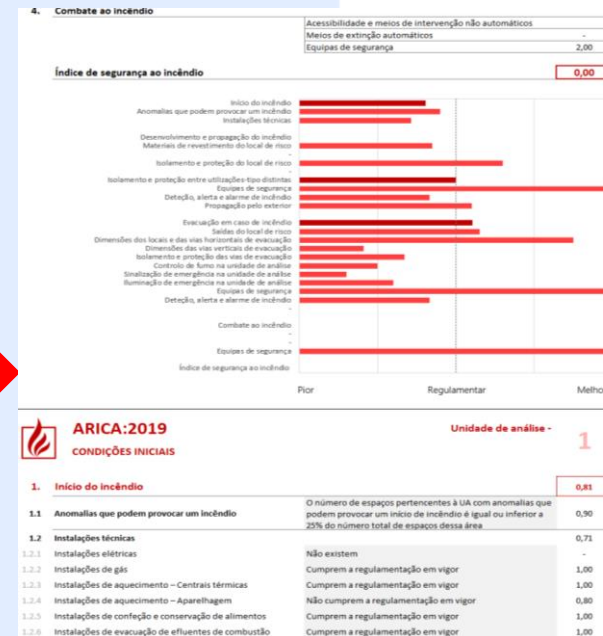 4. Combate ao incêndio
Acessibilidade e meios de intervenção não automáticos
Meios de extinção automáticos -
Equipas de segurança 2,00
Índice de segurança ao incêndio 0,00
Início do incêndio
Anomalias que podem provocar um incêndio
Instalações técnicas
Desenvolvimento e propagação do incêndio
Materiais de revestimento do local de risco
-
Isolamento e proteção do local de risco
-
Isolamento e proteção entre utilizações-tipo distintas
Equipas de segurança
Deteção, alerta e alarme de incêndio
Propagação pelo exterior
Evacuação em caso de incêndio
Saídas do local de risco
Dimensões dos locais e das vias horizontais de evacuação
Dimensões das vias verticais de evacuação
Isolamento e proteção das vias de evacuação
Controlo de fumo na unidade de análise
Sinalização de emergência na unidade de análise
Iluminação de emergência na unidade de análise
Equipas de segurança
Deteção, alerta e alarme de incêndio
-
Combate ao incêndio
-
-
Equipas de segurança
Índice de segurança ao incêndio
Pior Regulamentar Melho
ARICA:2019 Unidade de análise - 1
CONDIÇÕES INICIAIS
1. Início do incêndio 0,81
1.1 Anomalias que podem provocar um incêndio O número de espaços pertencentes à UA com anomalias que
podem provocar um início de incêndio é igual ou inferior a 0,90
25% do número total de espaços dessa área
1.2 Instalações técnicas 0,71
1.2.1 Instalações elétricas Não existem -
1.2.2 Instalações de gás Cumprem a regulamentação em vigor 1,00
1.2.3 Instalações de aquecimento – Centrais térmicas Cumprem a regulamentação em vigor 1,00
1.2.4 Instalações de aquecimento – Aparelhagem Não cumprem a regulamentação em vigor 0,80
1.2.5 Instalações de confeção e conservação de alimentos Cumprem a regulamentação em vigor 1,00
1.2.6 Instalações de evacuação de efluentes de combustão Cumprem a regulamentação em vigor 1,00